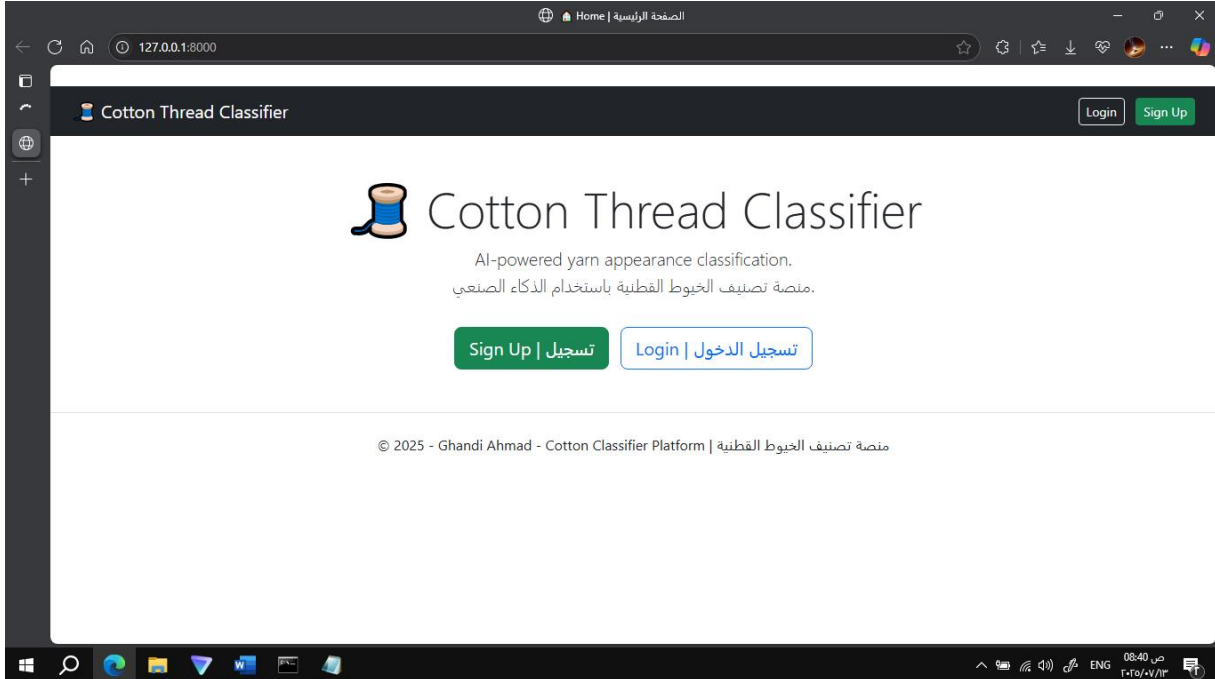 الصفحة الرئيسية | Home
127.0.0.1:8000
Cotton Thread Classifier
Login
Sign Up
Cotton Thread Classifier
AI-powered yarn appearance classification.
منصة تصنيف الخيوط القطنية باستخدام الذكاء الصنعي.
تسجيل | Sign Up
تسجيل الدخول | Login
© 2025 - Ghandi Ahmad - Cotton Classifier Platform | منصة تصنيف الخيوط القطنية
ENG
08:40 ص
٢٠٢٥/٠٧/١٣